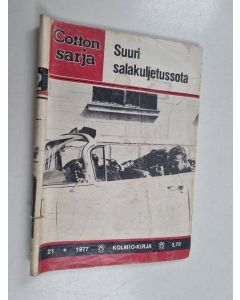 Cotton
sarja
Suuri
salakuljetussota
21 ★ 1977 KOLMIO-KIRJA 3,70